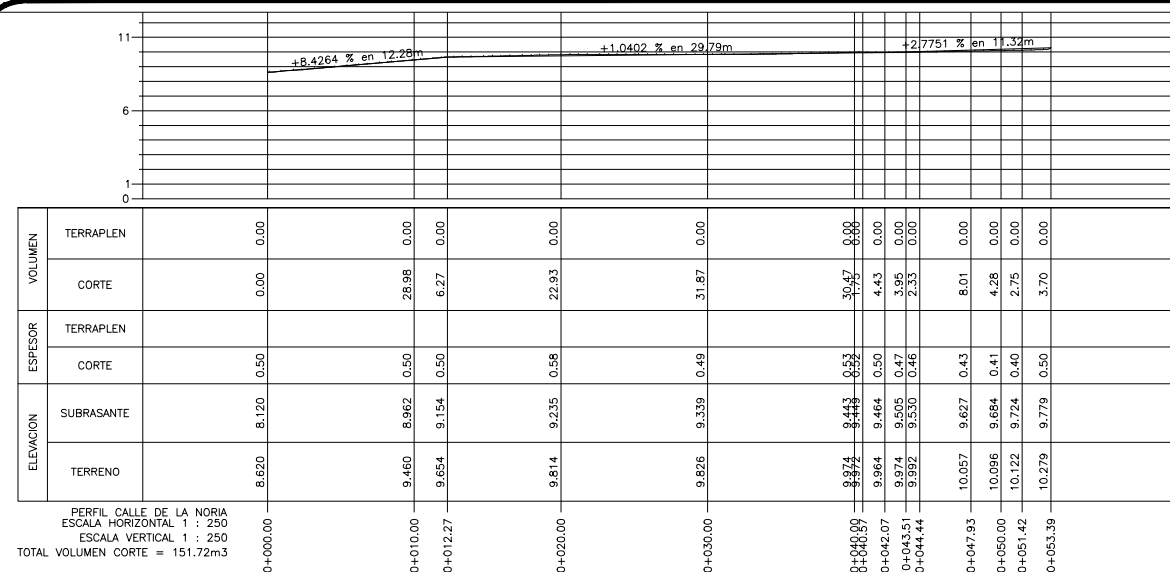 11
6
1
0
+8.4264 % en 12.28m
+1.0402 % en 29.79m
+2.7751 % en 11.32m
VOLUMEN
TERRAPLEN
0.00 0.00 0.00 0.00 0.00 0.00 0.00 0.00 0.00 0.00 0.00 0.00 0.00 0.00
CORTE
0.00 28.98 6.27 22.93 31.87 30.47 1.75 4.43 3.95 2.33 8.01 4.28 2.75 3.70
ESPESOR
TERRAPLEN
CORTE
0.50 0.50 0.50 0.58 0.49 0.53 0.52 0.50 0.47 0.46 0.43 0.41 0.40 0.50
ELEVACION
SUBRASANTE
8.120 8.962 9.154 9.235 9.339 9.443 9.449 9.464 9.505 9.530 9.627 9.684 9.724 9.779
TERRENO
8.620 9.460 9.654 9.814 9.826 9.974 9.972 9.964 9.974 9.992 10.057 10.096 10.122 10.279
PERFIL CALLE DE LA NORIA
ESCALA HORIZONTAL 1 : 250
ESCALA VERTICAL 1 : 250
TOTAL VOLUMEN CORTE = 151.72m3
0+000.00 0+010.00 0+012.27 0+020.00 0+030.00 0+040.00 0+040.57 0+042.07 0+043.51 0+044.44 0+047.93 0+050.00 0+051.42 0+053.39